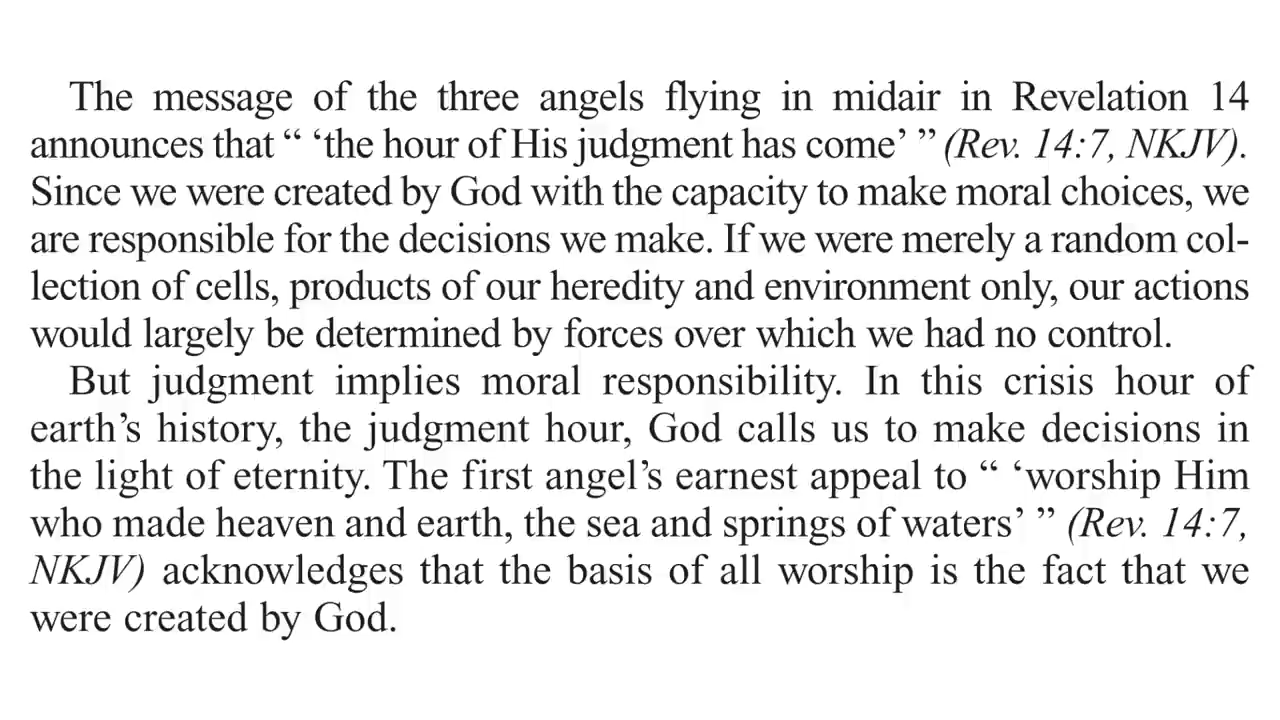 The message of the three angels flying in midair in Revelation 14
announces that “ ‘the hour of His judgment has come’ ” (Rev. 14:7, NKJV).
Since we were created by God with the capacity to make moral choices, we
are responsible for the decisions we make. If we were merely a random col-
lection of cells, products of our heredity and environment only, our actions
would largely be determined by forces over which we had no control.
But judgment implies moral responsibility. In this crisis hour of
earth’s history, the judgment hour, God calls us to make decisions in
the light of eternity. The first angel’s earnest appeal to “ ‘worship Him
who made heaven and earth, the sea and springs of waters’ ” (Rev. 14:7,
NKJV) acknowledges that the basis of all worship is the fact that we
were created by God.